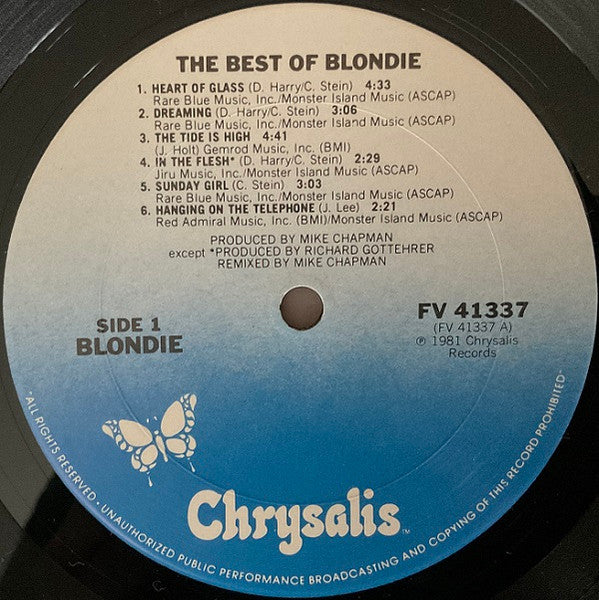 THE BEST OF BLONDIE
1. HEART OF GLASS (D. Harry/C. Stein) 4:33
Rare Blue Music, Inc./Monster Island Music (ASCAP)
2. DREAMING (D. Harry/C. Stein) 3:06
Rare Blue Music, Inc./Monster Island Music (ASCAP)
3. THE TIDE IS HIGH 4:41
(J. Holt) Gemrod Music, Inc. (BMI)
4. IN THE FLESH* (D. Harry/C. Stein) 2:29
Jiru Music, Inc./Monster Island Music (ASCAP)
5. SUNDAY GIRL (C. Stein) 3:03
Rare Blue Music, Inc./Monster Island Music (ASCAP)
6. HANGING ON THE TELEPHONE (J. Lee) 2:21
Red Admiral Music, Inc. (BMI)/Monster Island Music (ASCAP)
PRODUCED BY MIKE CHAPMAN
except *PRODUCED BY RICHARD GOTTEHRER
REMIXED BY MIKE CHAPMAN
SIDE 1
BLONDIE
FV 41337
(FV 41337 A)
℗ 1981 Chrysalis
Records
Chrysalis™
"ALL RIGHTS RESERVED • UNAUTHORIZED PUBLIC PERFORMANCE BROADCASTING AND COPYING OF THIS RECORD PROHIBITED"